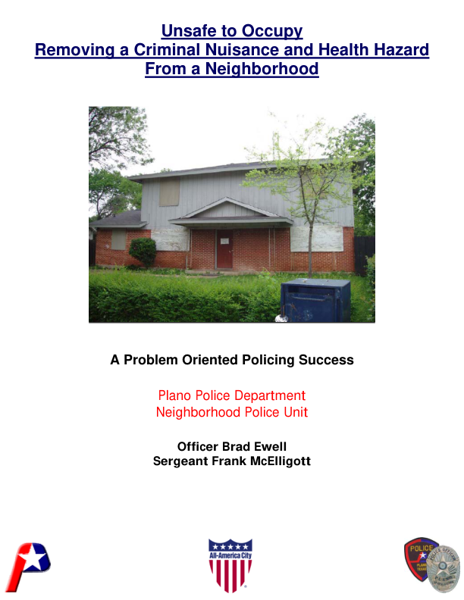 Unsafe to Occupy
Removing a Criminal Nuisance and Health Hazard
From a Neighborhood
A Problem Oriented Policing Success
Plano Police Department
Neighborhood Police Unit
Officer Brad Ewell
Sergeant Frank McElligott
All-America City
POLICE